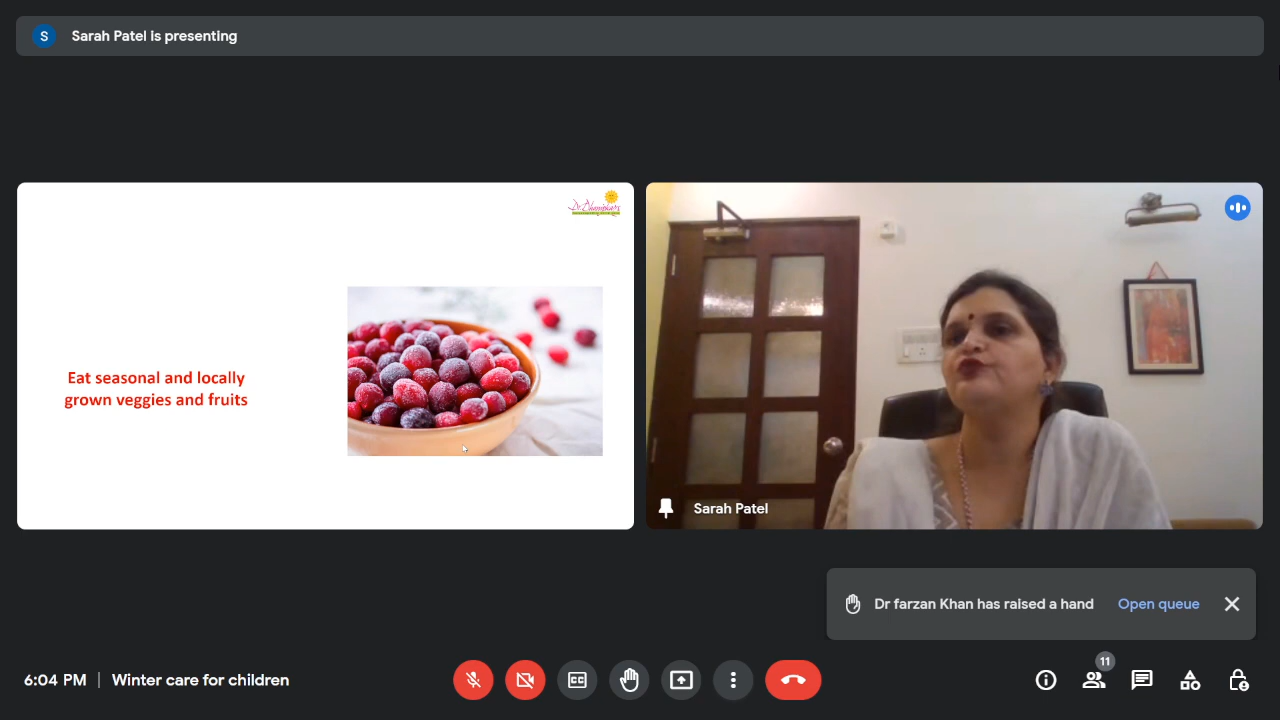 S Sarah Patel is presenting
Eat seasonal and locally
grown veggies and fruits
Sarah Patel
Dr farzan Khan has raised a hand Open queue
11
6:04 PM | Winter care for children
CC